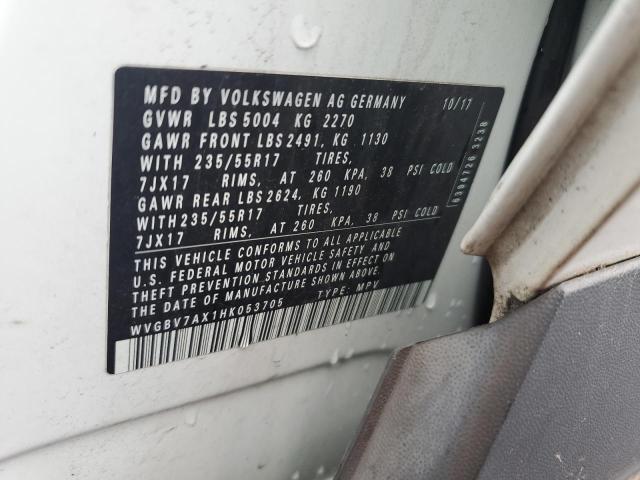 MFD BY VOLKSWAGEN AG GERMANY 10/17
GVWR LBS 5004 KG 2270
GAWR FRONT LBS 2491, KG 1130
WITH 235/55R17 TIRES,
7JX17 RIMS, AT 260 KPA, 38 PSI COLD
GAWR REAR LBS 2624, KG 1190
WITH 235/55R17 TIRES,
7JX17 RIMS, AT 260 KPA, 38 PSI COLD
THIS VEHICLE CONFORMS TO ALL APPLICABLE
U.S. FEDERAL MOTOR VEHICLE SAFETY AND
THEFT PREVENTION STANDARDS IN EFFECT ON
THE DATE OF MANUFACTURE SHOWN ABOVE.
WVGBV7AX1HK053705 TYPE: MPV
6394726 3238